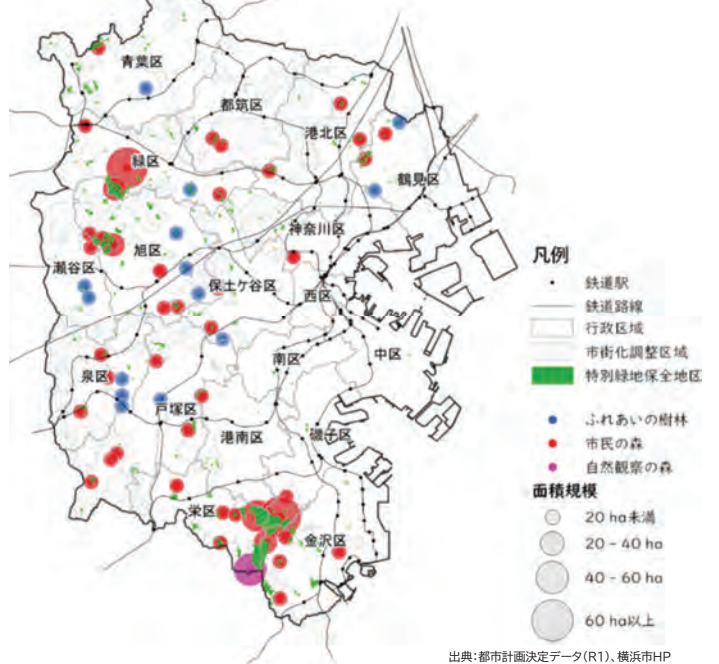 青葉区
都筑区
港北区
緑区
鶴見区
神奈川区
旭区
瀬谷区
保土ケ谷区
西区
中区
南区
泉区
戸塚区
港南区
磯子区
栄区
金沢区
凡例
鉄道駅
鉄道路線
行政区域
市街化調整区域
特別緑地保全地区
ふれあいの樹林
市民の森
自然観察の森
面積規模
20 ha未満
20 - 40 ha
40 - 60 ha
60 ha以上
出典:都市計画決定データ(R1)、横浜市HP